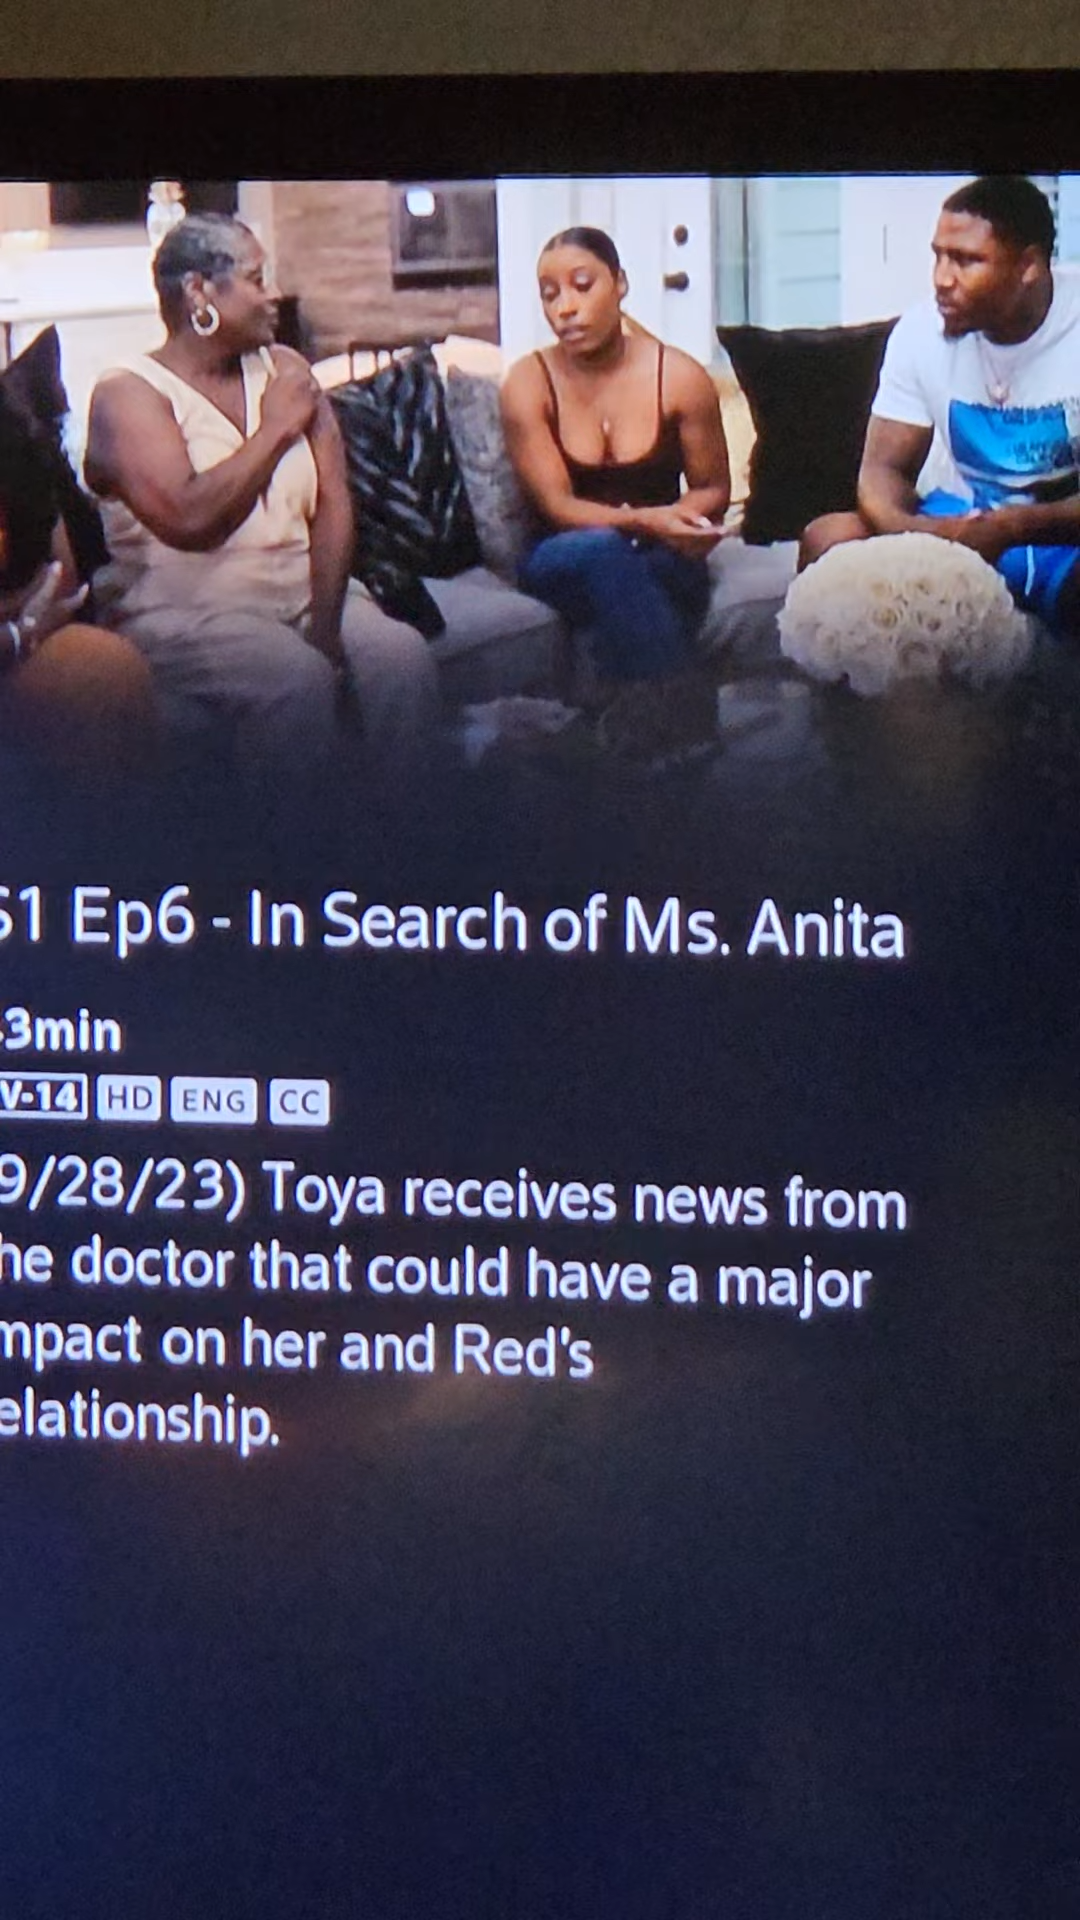 S1 Ep6 - In Search of Ms. Anita
3min
V-14 HD ENG CC
9/28/23) Toya receives news from
he doctor that could have a major
mpact on her and Red's
elationship.